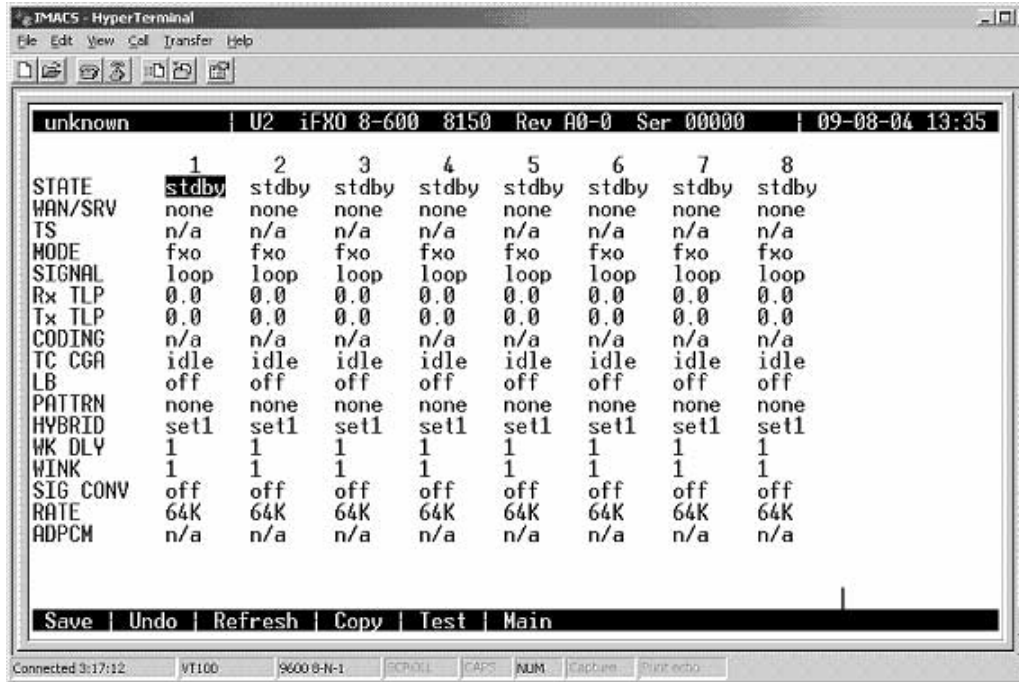 IMACS - HyperTerminal
File Edit View Call Transfer Help
unknown | U2 iFXO 8-600 8150 Rev A0-0 Ser 00000 | 09-08-04 13:35
1 2 3 4 5 6 7 8
STATE stdby stdby stdby stdby stdby stdby stdby stdby
WAN/SRV none none none none none none none none
TS n/a n/a n/a n/a n/a n/a n/a n/a
MODE fxo fxo fxo fxo fxo fxo fxo fxo
SIGNAL loop loop loop loop loop loop loop loop
Rx TLP 0.0 0.0 0.0 0.0 0.0 0.0 0.0 0.0
Tx TLP 0.0 0.0 0.0 0.0 0.0 0.0 0.0 0.0
CODING n/a n/a n/a n/a n/a n/a n/a n/a
TC CGA idle idle idle idle idle idle idle idle
LB off off off off off off off off
PATTRN none none none none none none none none
HYBRID set1 set1 set1 set1 set1 set1 set1 set1
WK DLY 1 1 1 1 1 1 1 1
WINK 1 1 1 1 1 1 1 1
SIG CONV off off off off off off off off
RATE 64K 64K 64K 64K 64K 64K 64K 64K
ADPCM n/a n/a n/a n/a n/a n/a n/a n/a
Save | Undo | Refresh | Copy | Test | Main
Connected 3:17:12 VT100 9600 8-N-1 SCROLL CAPS NUM Capture Print echo